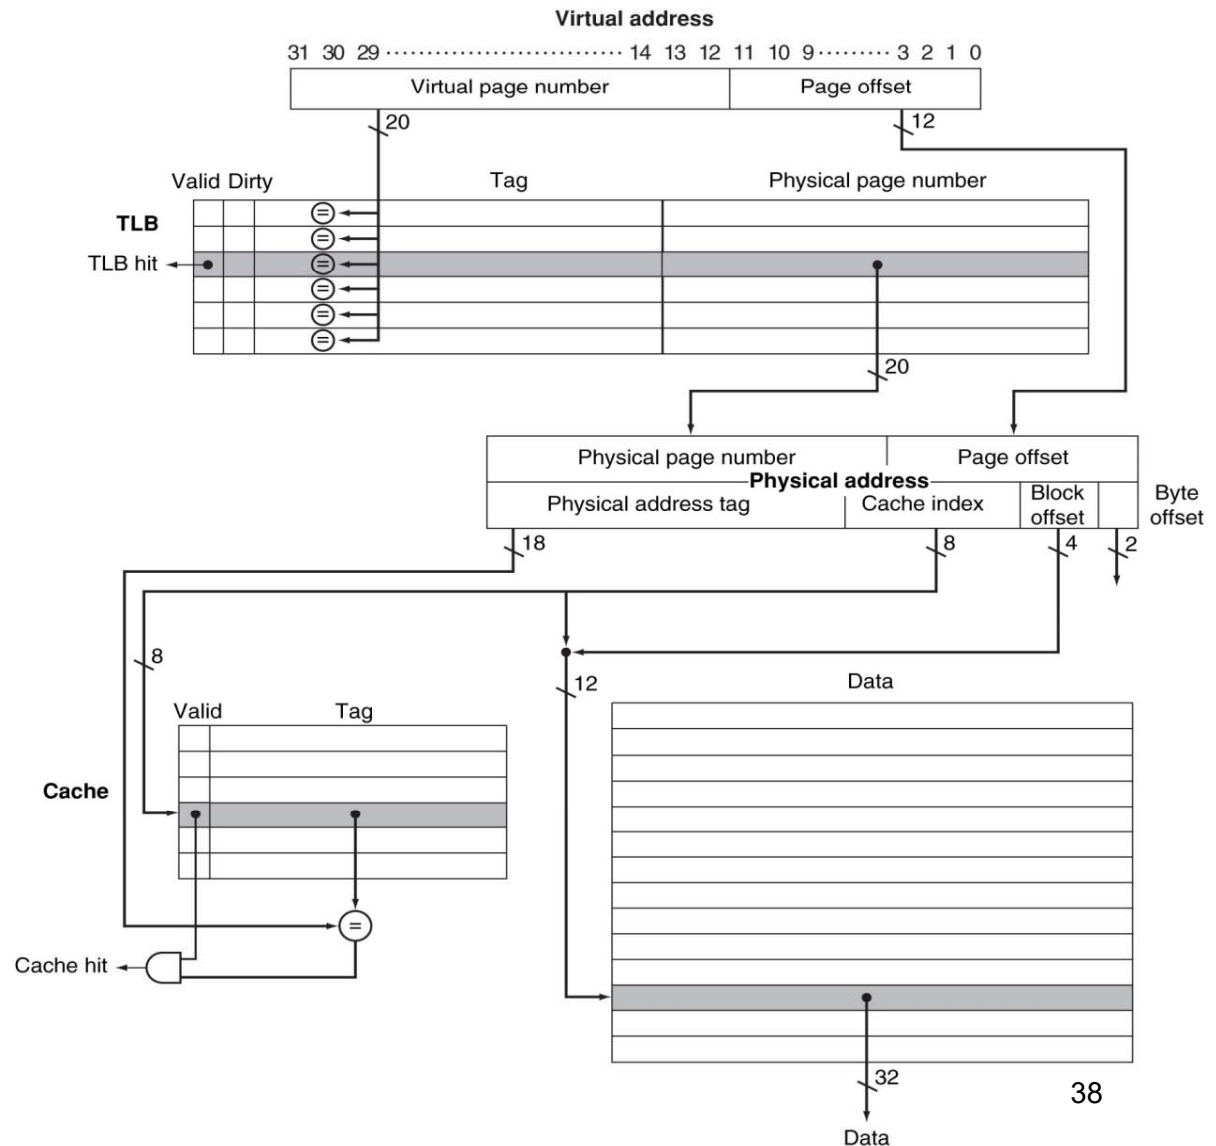 Virtual address
31 30 29 ............................ 14 13 12 11 10 9 ......... 3 2 1 0
Virtual page number Page offset
20 12
Valid Dirty Tag Physical page number
TLB =
=
TLB hit =
=
=
=
20
Physical page number Page offset
Physical address
Physical address tag Cache index Block offset Byte offset
18 8 4 2
8
12
Data
Valid Tag
Cache
=
Cache hit
32
38
Data